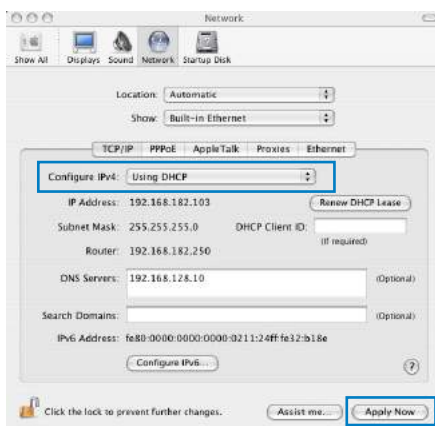 Network
Show All Displays Sound Network Startup Disk
Location: Automatic
Show: Built-in Ethernet
TCP/IP PPPoE AppleTalk Proxies Ethernet
Configure IPv4: Using DHCP
IP Address: 192.168.182.103 Renew DHCP Lease
Subnet Mask: 255.255.255.0 DHCP Client ID:
(If required)
Router: 192.168.182.250
DNS Servers: 192.168.128.10 (Optional)
Search Domains: (Optional)
IPv6 Address: fe80:0000:0000:0000:0211:24ff:fe32:b18e
Configure IPv6...
?
Click the lock to prevent further changes. Assist me... Apply Now